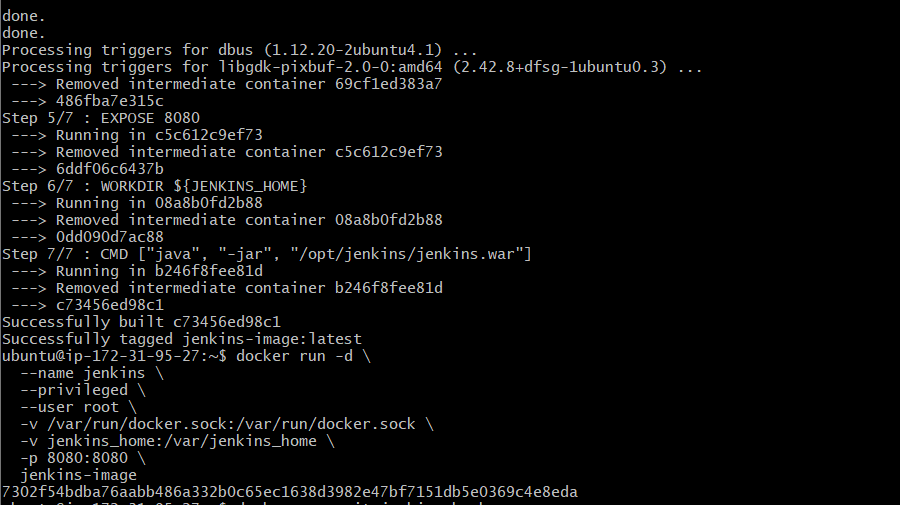 done.
done.
Processing triggers for dbus (1.12.20-2ubuntu4.1) ...
Processing triggers for libgdk-pixbuf-2.0-0:amd64 (2.42.8+dfsg-1ubuntu0.3) ...
 ---> Removed intermediate container 69cf1ed383a7
 ---> 486fba7e315c
Step 5/7 : EXPOSE 8080
 ---> Running in c5c612c9ef73
 ---> Removed intermediate container c5c612c9ef73
 ---> 6ddf06c6437b
Step 6/7 : WORKDIR ${JENKINS_HOME}
 ---> Running in 08a8b0fd2b88
 ---> Removed intermediate container 08a8b0fd2b88
 ---> 0dd090d7ac88
Step 7/7 : CMD ["java", "-jar", "/opt/jenkins/jenkins.war"]
 ---> Running in b246f8fee81d
 ---> Removed intermediate container b246f8fee81d
 ---> c73456ed98c1
Successfully built c73456ed98c1
Successfully tagged jenkins-image:latest
ubuntu@ip-172-31-95-27:~$ docker run -d \
  --name jenkins \
  --privileged \
  --user root \
  -v /var/run/docker.sock:/var/run/docker.sock \
  -v jenkins_home:/var/jenkins_home \
  -p 8080:8080 \
  jenkins-image
7302f54bdba76aabb486a332b0c65ec1638d3982e47bf7151db5e0369c4e8eda